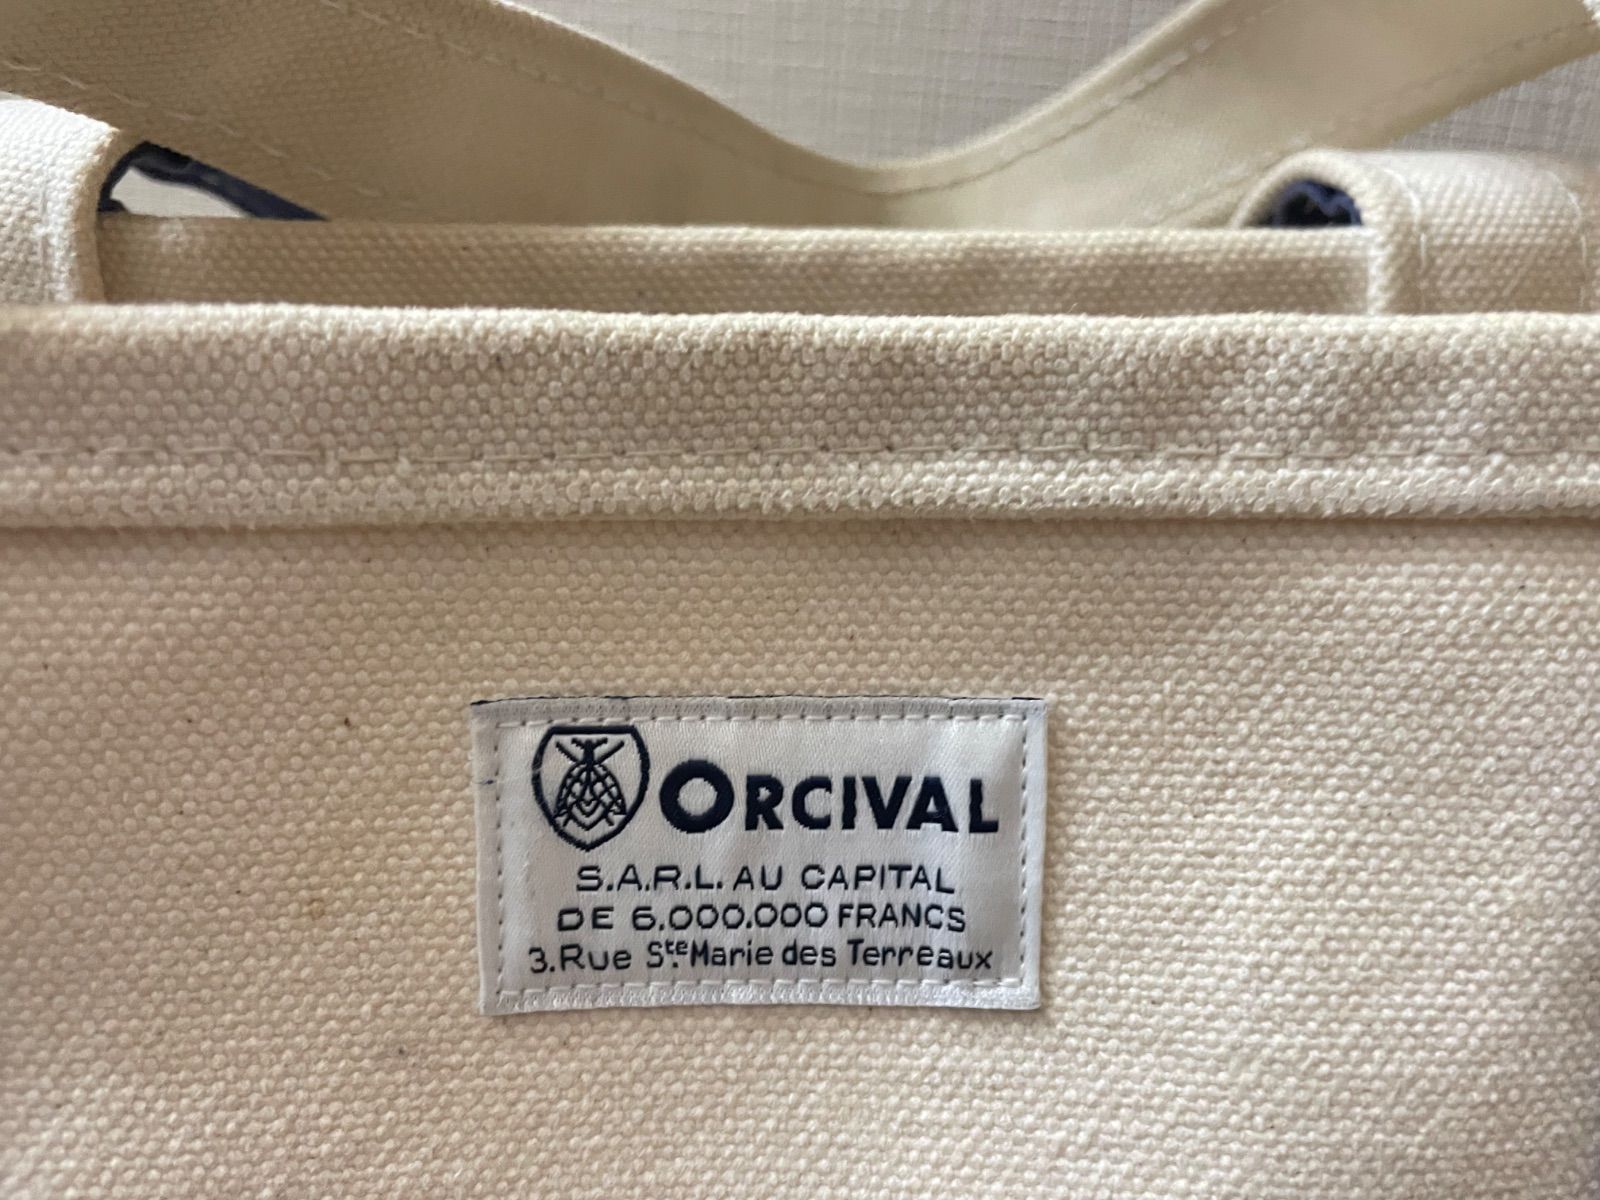 ORCIVAL
S.A.R.L. AU CAPITAL
DE 6.000.000 FRANCS
3.Rue Ste Marie des Terreaux